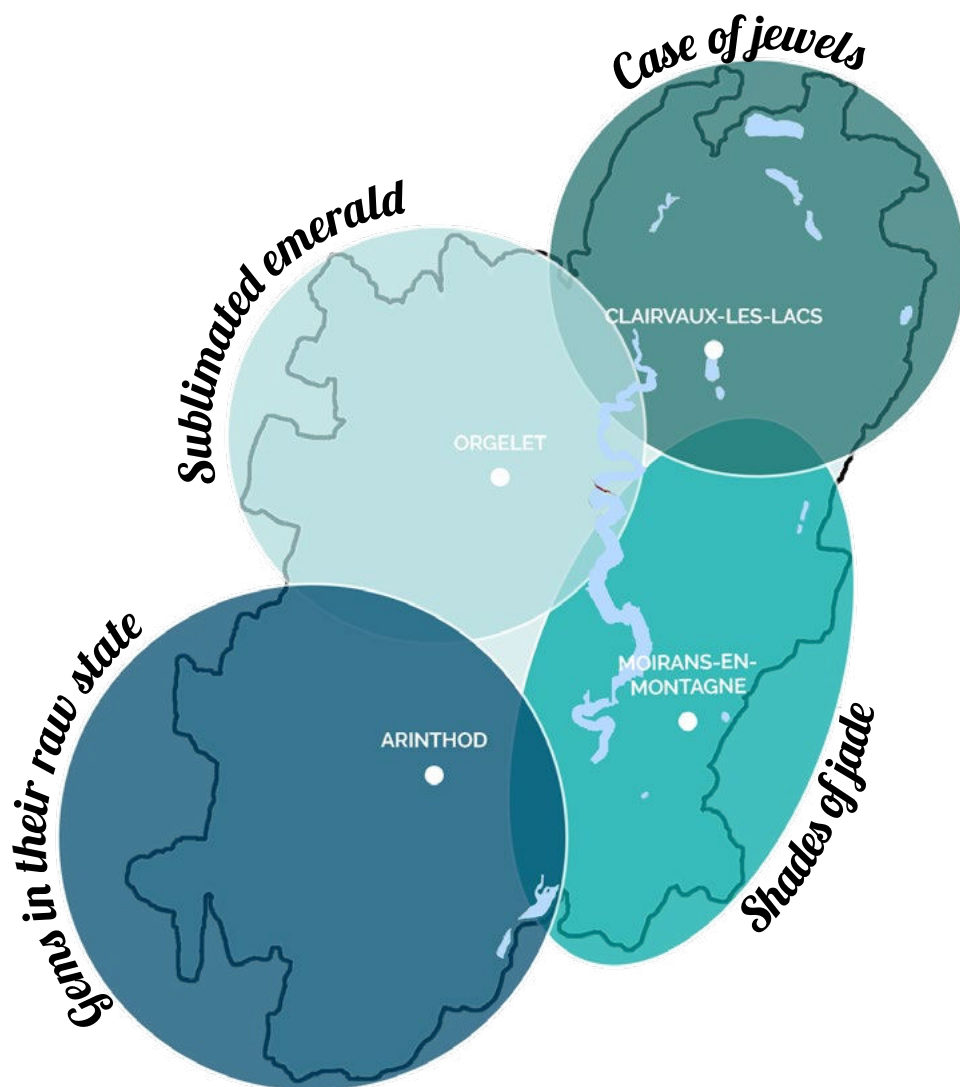 Case of jewels
Sublimated emerald
CLAIRVAUX-LES-LACS
ORGELET
MOIRANS-EN-
MONTAGNE
ARINTHOD
Gems in their raw state
Shades of jade